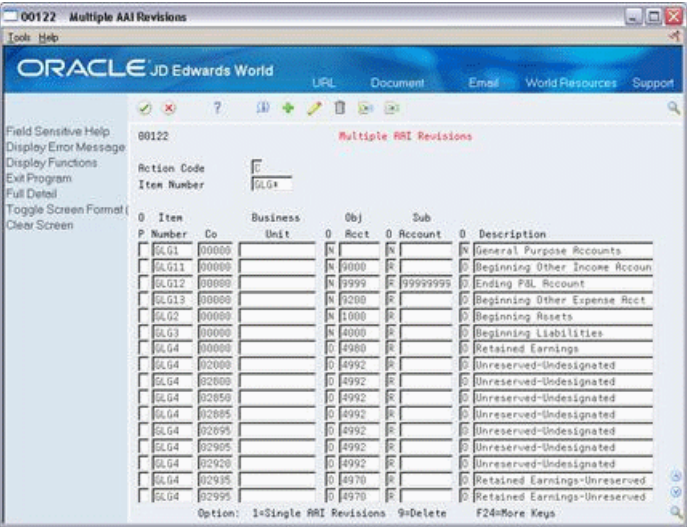 00122 Multiple AAI Revisions
Tools Help
ORACLE JD Edwards World
URL Document Email World Resources Support
Field Sensitive Help
Display Error Message
Display Functions
Exit Program
Full Detail
Toggle Screen Format (
Clear Screen
00122 Multiple AAI Revisions
Action Code C
Item Number GLG*
O Item Business Obj Sub
P Number Co Unit O Acct O Account O Description
GLG1 00000 N N N General Purpose Accounts
GLG11 00000 N 9000 R O Beginning Other Income Accoun
GLG12 00000 N 9999 R 99999999 O Ending P&L Account
GLG13 00000 N 9200 R O Beginning Other Expense Acct
GLG2 00000 N 1000 R O Beginning Assets
GLG3 00000 N 4000 R O Beginning Liabilities
GLG4 00000 O 4980 R O Retained Earnings
GLG4 02000 O 4992 R O Unreserved-Undesignated
GLG4 02800 O 4992 R O Unreserved-Undesignated
GLG4 02850 O 4992 R O Unreserved-Undesignated
GLG4 02885 O 4992 R O Unreserved-Undesignated
GLG4 02895 O 4992 R O Unreserved-Undesignated
GLG4 02905 O 4992 R O Unreserved-Undesignated
GLG4 02920 O 4992 R O Unreserved-Undesignated
GLG4 02935 O 4970 R O Retained Earnings-Unreserved
GLG4 02995 O 4970 R O Retained Earnings-Unreserved
Option: 1=Single AAI Revisions 9=Delete F24=More Keys